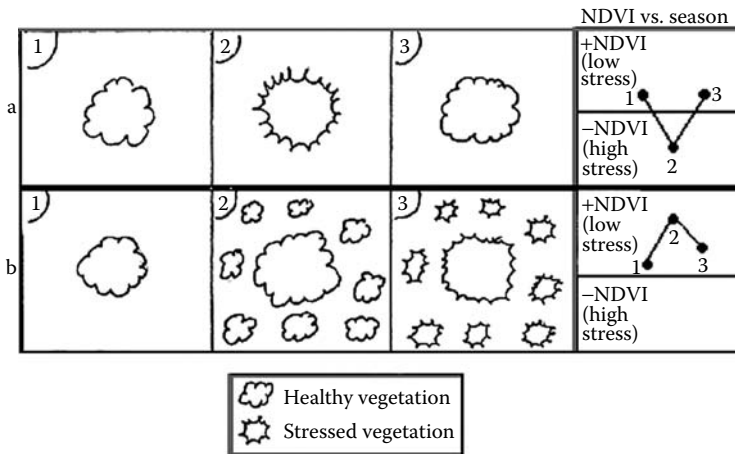 NDVI vs. season
a
1
2
3
+NDVI
(low
stress)
1
3
−NDVI
(high
stress)
2
b
1
2
3
+NDVI
(low
stress)
2
1
3
−NDVI
(high
stress)
Healthy vegetation
Stressed vegetation